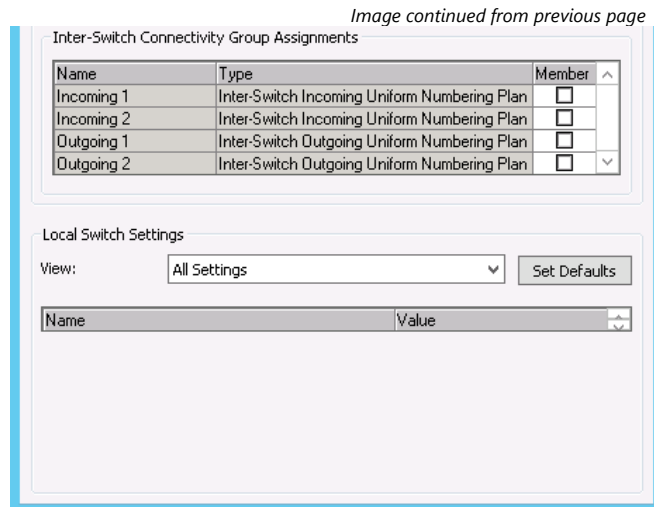 Image continued from previous page
Inter-Switch Connectivity Group Assignments
Name Type Member
Incoming 1 Inter-Switch Incoming Uniform Numbering Plan
Incoming 2 Inter-Switch Incoming Uniform Numbering Plan
Outgoing 1 Inter-Switch Outgoing Uniform Numbering Plan
Outgoing 2 Inter-Switch Outgoing Uniform Numbering Plan
Local Switch Settings
View: All Settings Set Defaults
Name Value